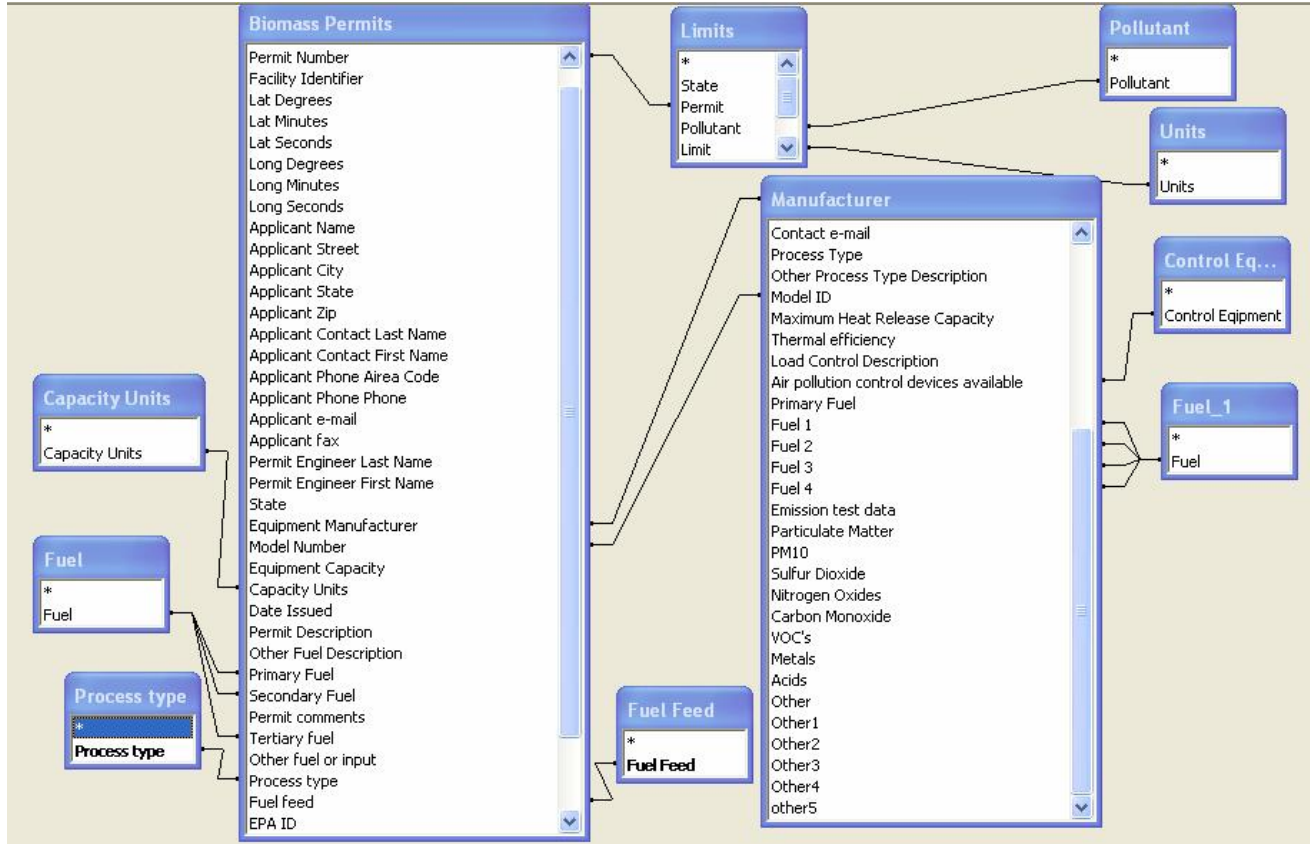 Biomass Permits
Permit Number
Facility Identifier
Lat Degrees
Lat Minutes
Lat Seconds
Long Degrees
Long Minutes
Long Seconds
Applicant Name
Applicant Street
Applicant City
Applicant State
Applicant Zip
Applicant Contact Last Name
Applicant Contact First Name
Applicant Phone Airea Code
Applicant Phone Phone
Applicant e-mail
Applicant fax
Permit Engineer Last Name
Permit Engineer First Name
State
Equipment Manufacturer
Model Number
Equipment Capacity
Capacity Units
Date Issued
Permit Description
Other Fuel Description
Primary Fuel
Secondary Fuel
Permit comments
Tertiary fuel
Other fuel or input
Process type
Fuel feed
EPA ID
Limits
*
State
Permit
Pollutant
Limit
Pollutant
*
Pollutant
Units
*
Units
Manufacturer
Contact e-mail
Process Type
Other Process Type Description
Model ID
Maximum Heat Release Capacity
Thermal efficiency
Load Control Description
Air pollution control devices available
Primary Fuel
Fuel 1
Fuel 2
Fuel 3
Fuel 4
Emission test data
Particulate Matter
PM10
Sulfur Dioxide
Nitrogen Oxides
Carbon Monoxide
VOC's
Metals
Acids
Other
Other1
Other2
Other3
Other4
other5
Control Eq...
*
Control Eqipment
Fuel_1
*
Fuel
Capacity Units
*
Capacity Units
Fuel
*
Fuel
Process type
*
Process type
Fuel Feed
*
Fuel Feed